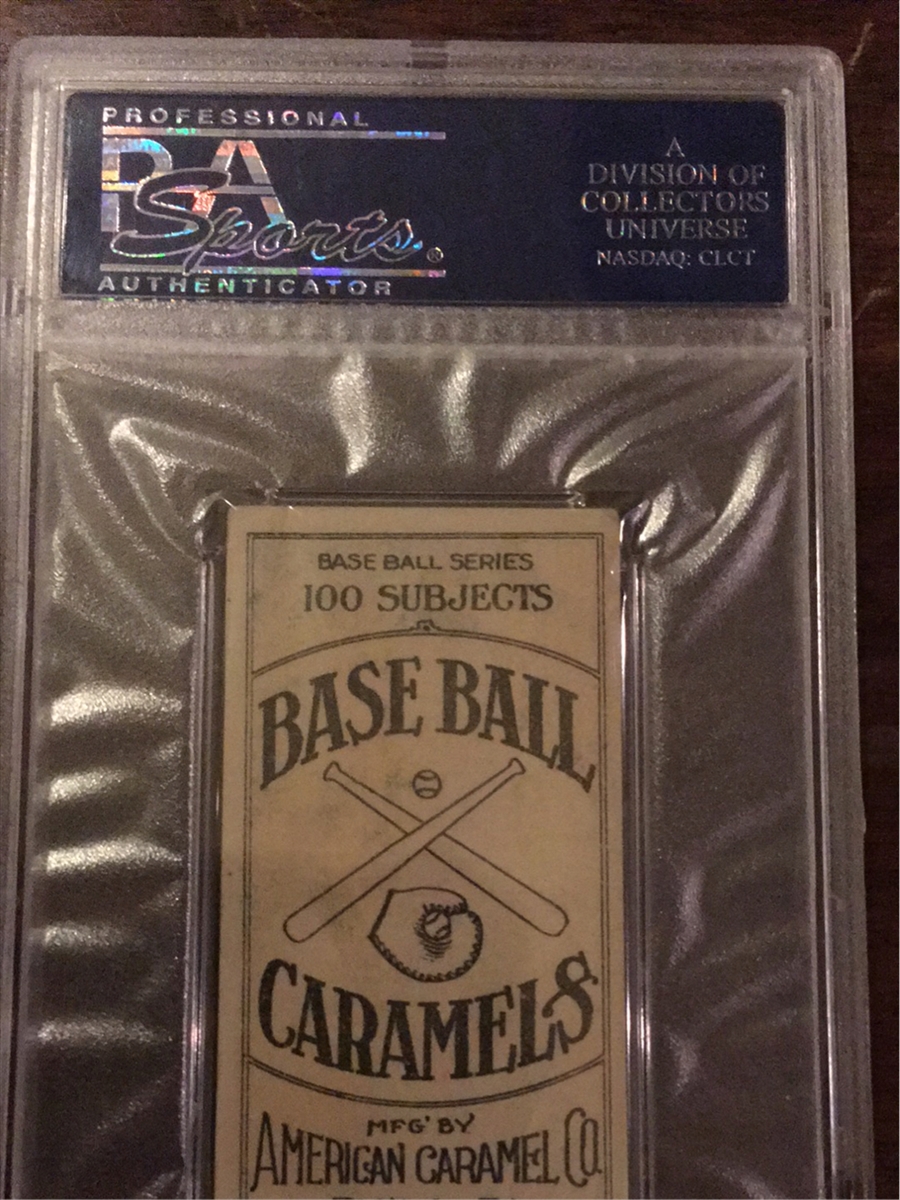 PROFESSIONAL
PSA
Sports®
AUTHENTICATOR
A
DIVISION OF
COLLECTORS
UNIVERSE
NASDAQ: CLCT
BASE BALL SERIES
100 SUBJECTS
BASE BALL
CARAMELS
MFG' BY
AMERICAN CARAMEL CO.